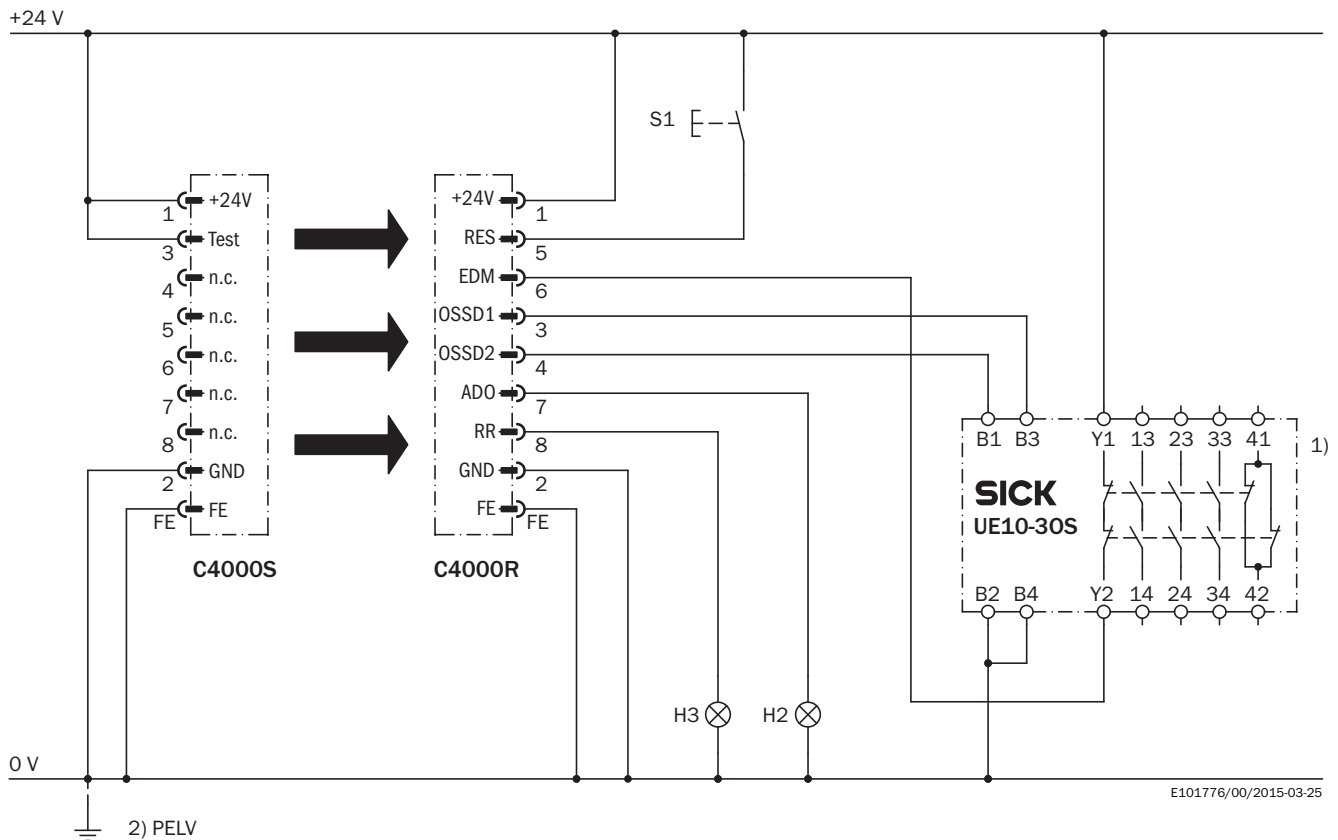 +24 V
S1
1 +24V
3 Test
4 n.c.
5 n.c.
6 n.c.
7 n.c.
8 n.c.
2 GND
FE FE
C4000S
+24V 1
RES 5
EDM 6
OSSD1 3
OSSD2 4
ADO 7
RR 8
GND 2
FE FE
C4000R
B1 B3 Y1 13 23 33 41
1)
SICK
UE10-30S
B2 B4 Y2 14 24 34 42
H3 H2
0 V
E101776/00/2015-03-25
2) PELV